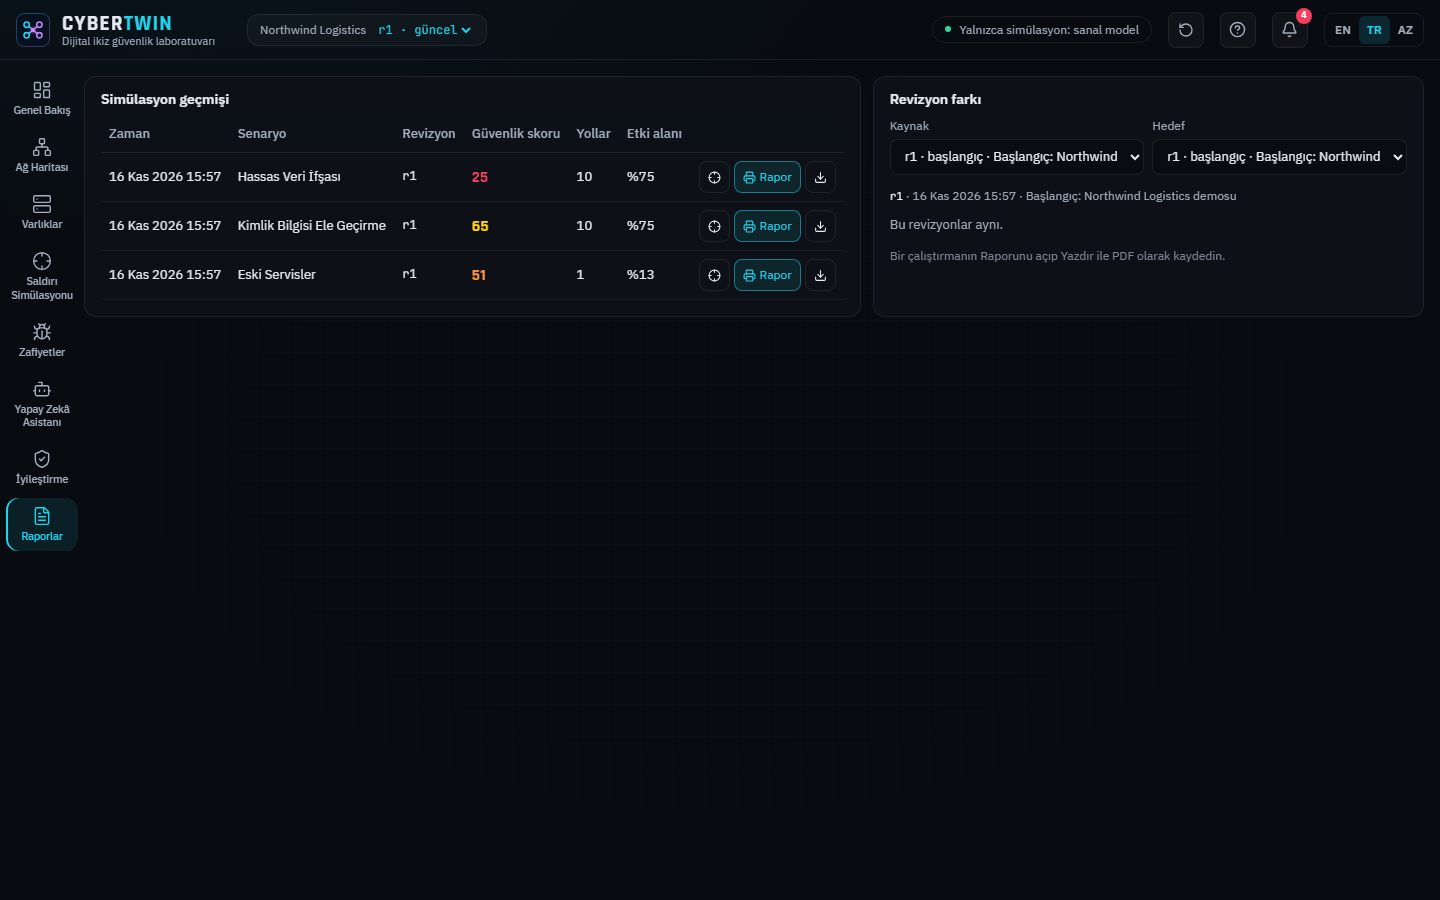 CYBERTWIN
Dijital ikiz güvenlik laboratuvarı
Northwind Logistics r1 · güncel
Yalnızca simülasyon: sanal model
4
EN TR AZ
Genel Bakış
Ağ Haritası
Varlıklar
Saldırı
Simülasyonu
Zafiyetler
Yapay Zekâ
Asistanı
İyileştirme
Raporlar
Simülasyon geçmişi
Zaman Senaryo Revizyon Güvenlik skoru Yollar Etki alanı
16 Kas 2026 15:57 Hassas Veri İfşası r1 25 10 %75 Rapor
16 Kas 2026 15:57 Kimlik Bilgisi Ele Geçirme r1 65 10 %75 Rapor
16 Kas 2026 15:57 Eski Servisler r1 51 1 %13 Rapor
Revizyon farkı
Kaynak Hedef
r1 · başlangıç · Başlangıç: Northwind r1 · başlangıç · Başlangıç: Northwind
r1 · 16 Kas 2026 15:57 · Başlangıç: Northwind Logistics demosu
Bu revizyonlar aynı.
Bir çalıştırmanın Raporunu açıp Yazdır ile PDF olarak kaydedin.